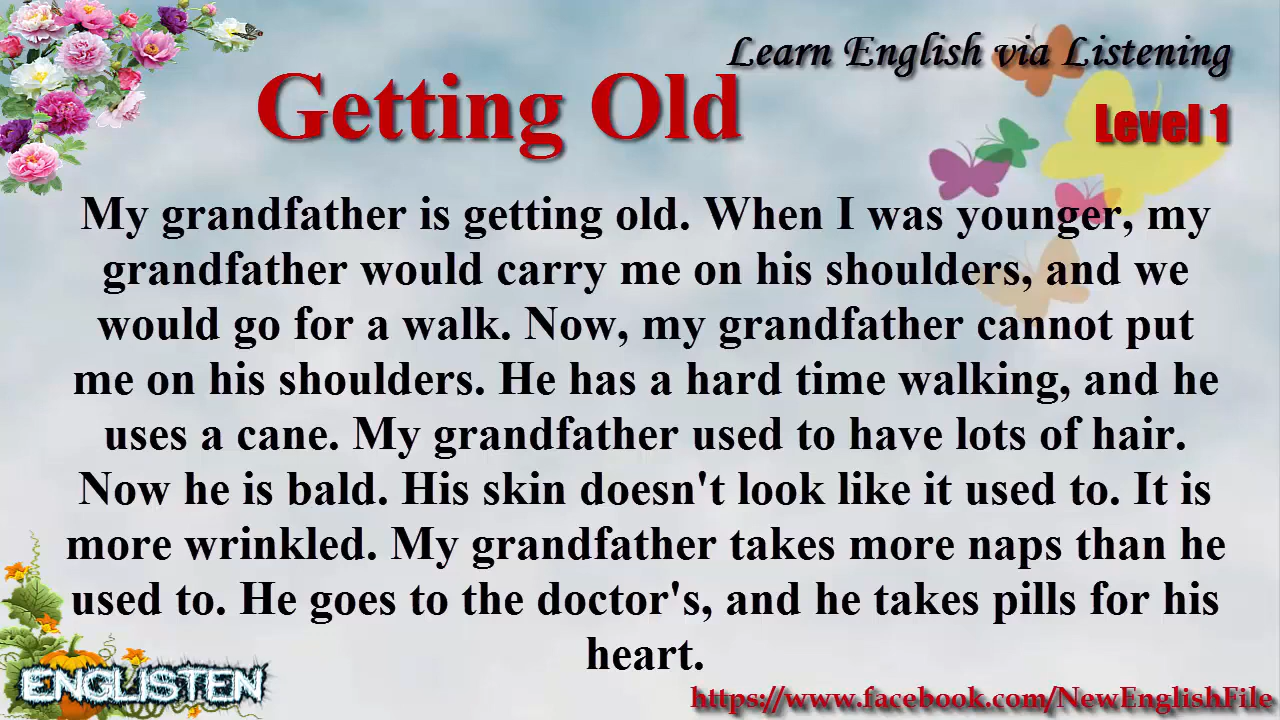 Learn English via Listening
Getting Old
Level 1
My grandfather is getting old. When I was younger, my
grandfather would carry me on his shoulders, and we
would go for a walk. Now, my grandfather cannot put
me on his shoulders. He has a hard time walking, and he
uses a cane. My grandfather used to have lots of hair.
Now he is bald. His skin doesn't look like it used to. It is
more wrinkled. My grandfather takes more naps than he
used to. He goes to the doctor's, and he takes pills for his
heart.
ENGLISTEN
https://www.facebook.com/NewEnglishFile